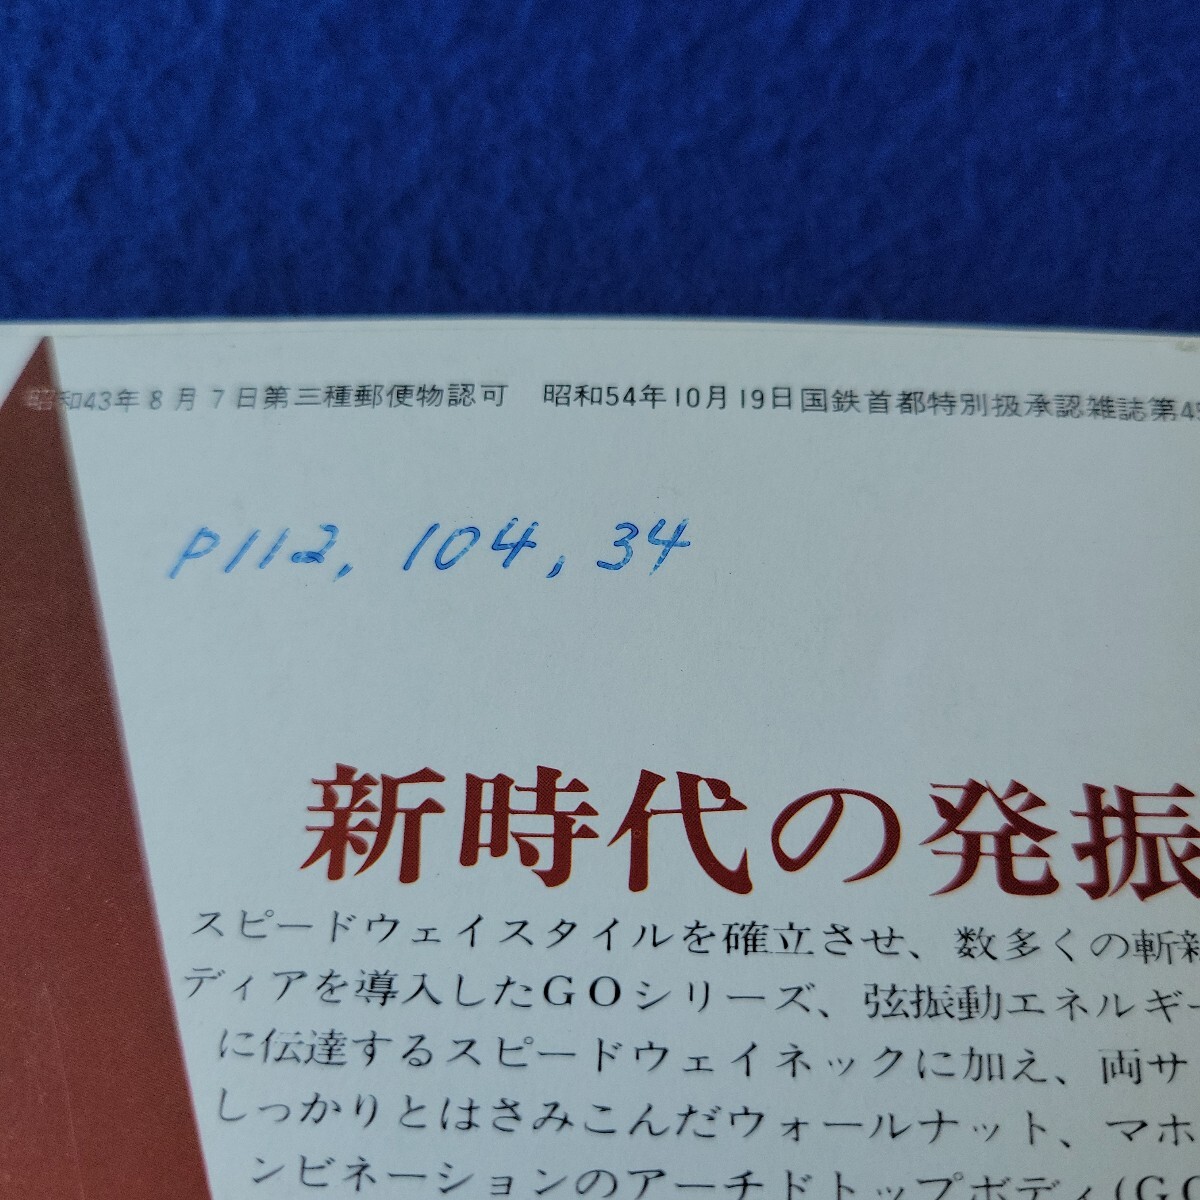 昭和43年8月7日第三種郵便物認可 昭和54年10月19日国鉄首都特別扱承認雑誌第4
P112, 104, 34
新時代の発振
スピードウェイスタイルを確立させ、数多くの斬新
ディアを導入したGOシリーズ、弦振動エネルギー
に伝達するスピードウェイネックに加え、両サ
しっかりとはさみこんだウォールナット、マホ
ンビネーションのアーチドトップボディ(GO